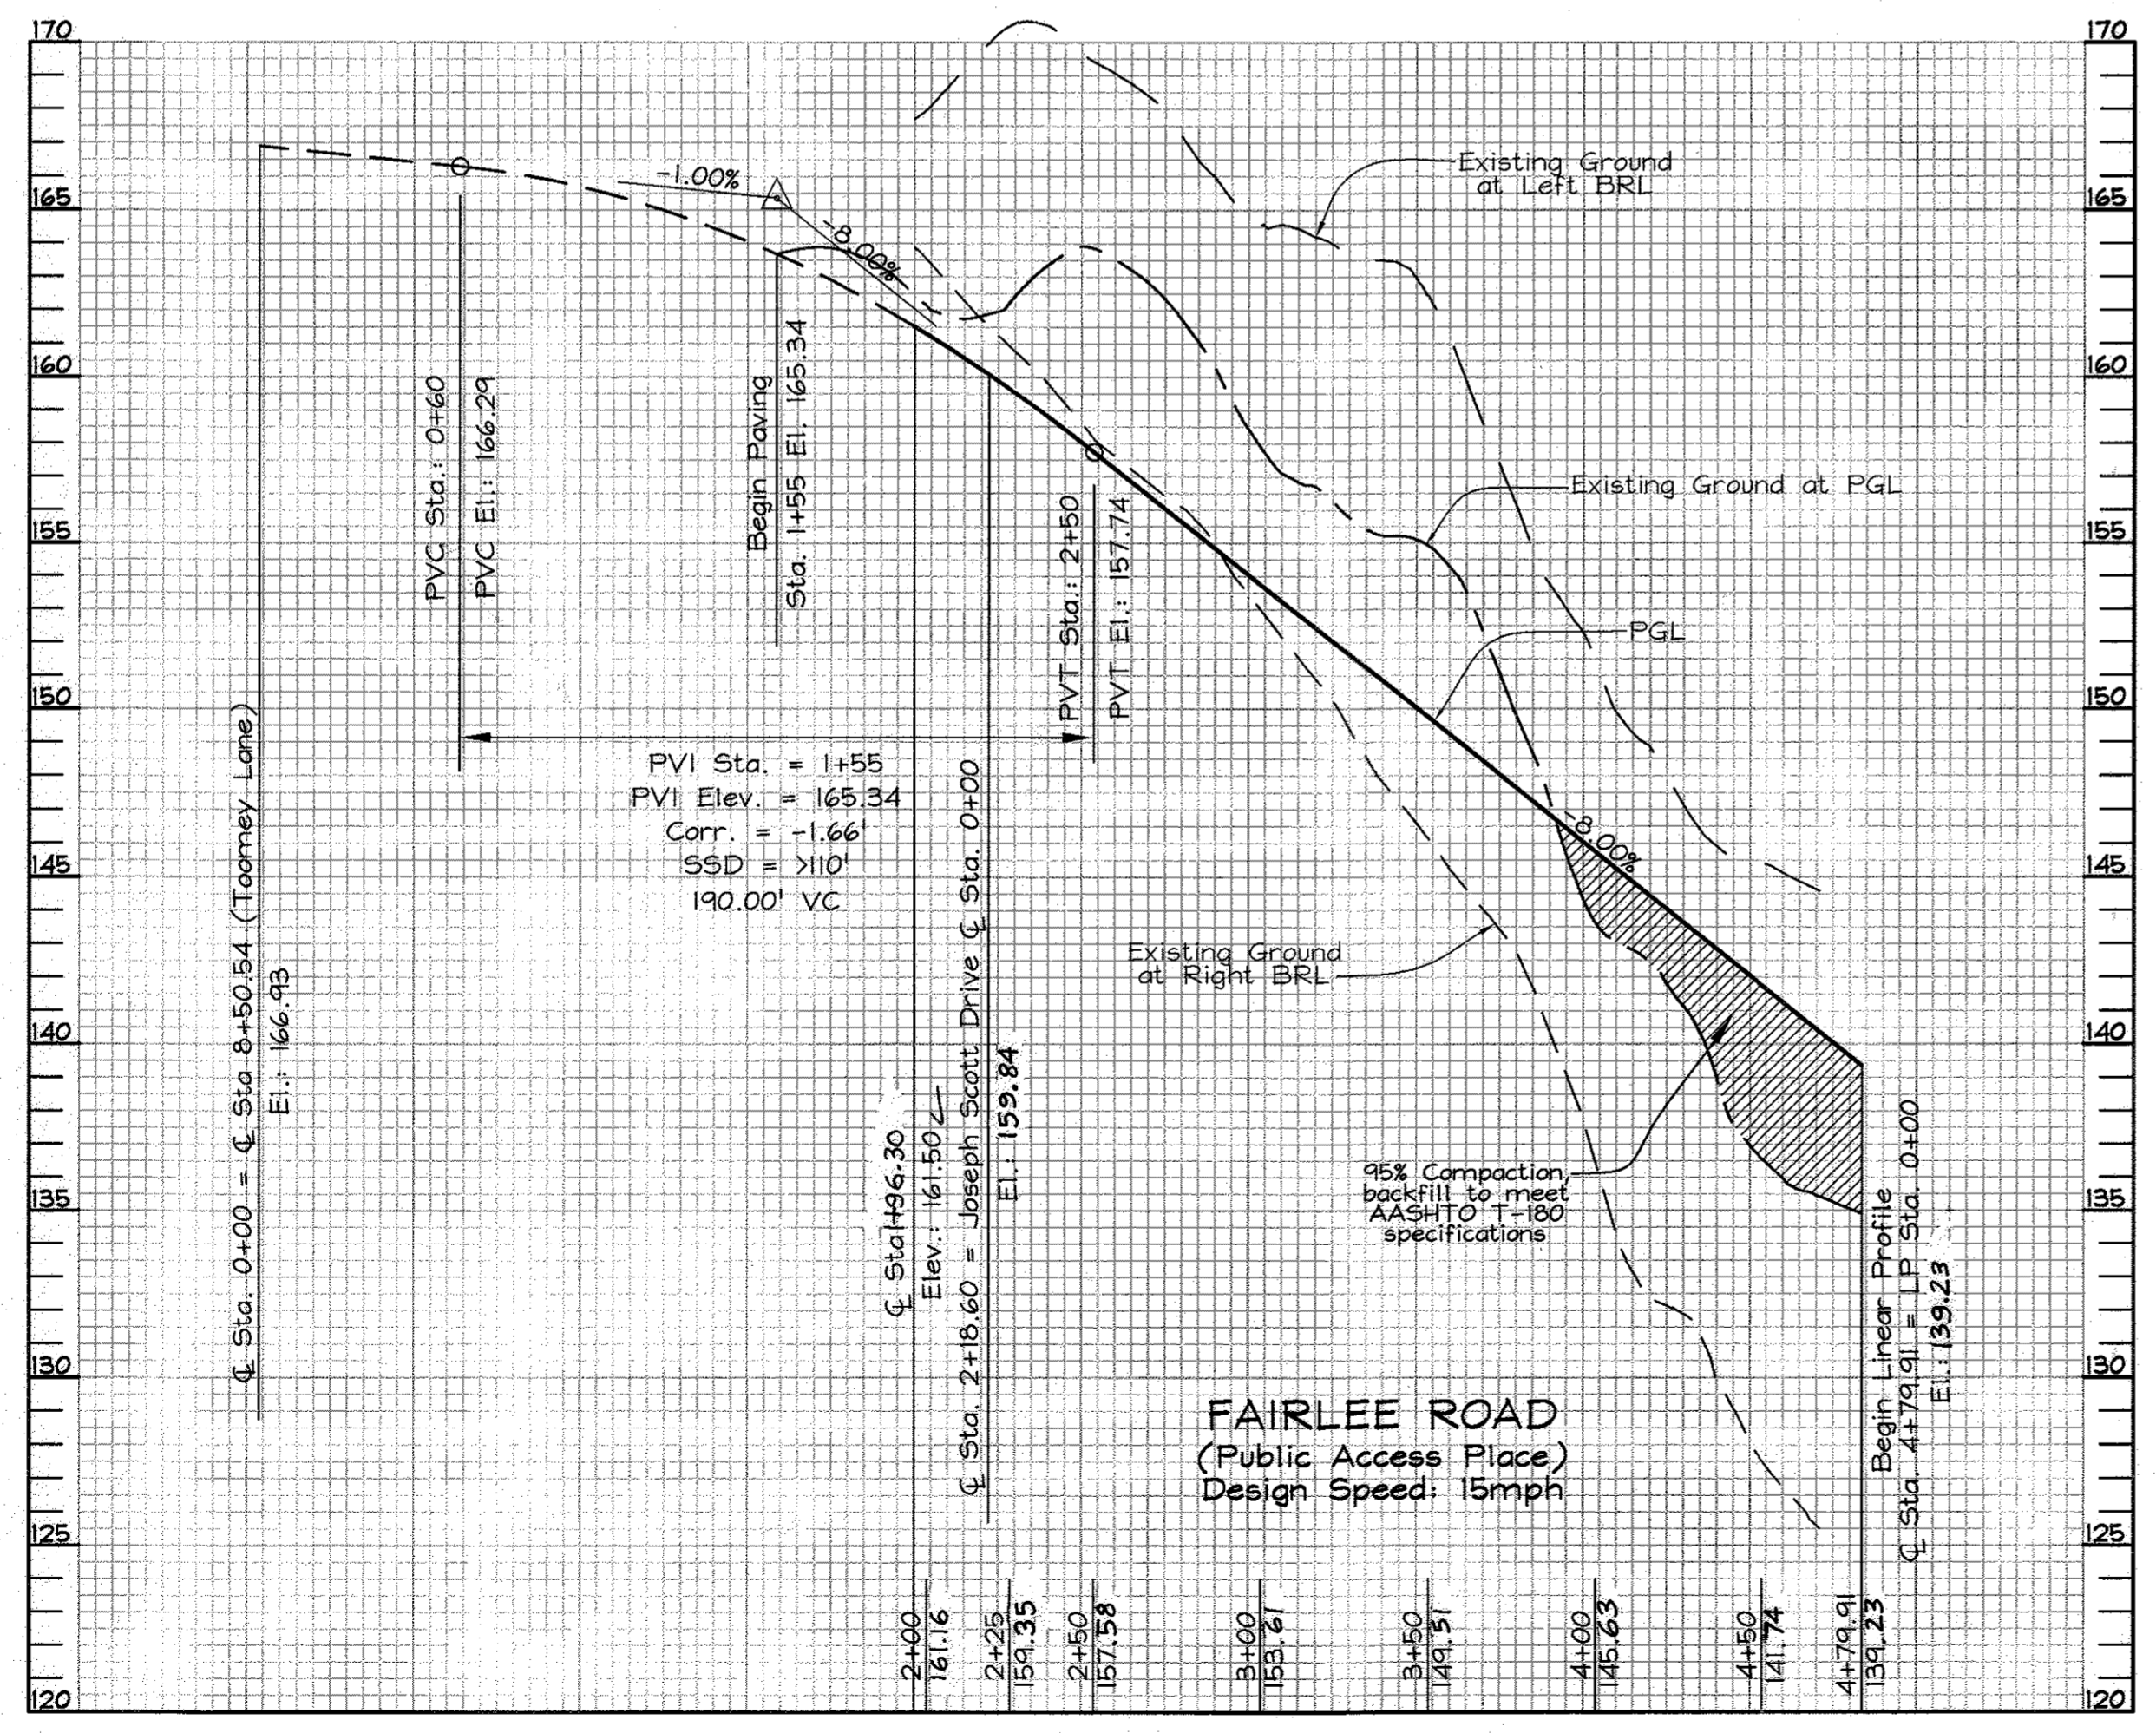 170
165
160
155
150
145
140
135
130
125
120
170
165
160
155
150
145
140
135
130
125
120
-1.00%
-8.00%
Existing Ground
at Left BRL
Existing Ground at PGL
PGL
-8.00%
Existing Ground
at Right BRL
95% Compaction,
backfill to meet
AASHTO T-180
specifications
℄ Sta. 0+00 = ℄ Sta 8+50.54 (Toomey Lane)
El.: 166.93
PVC Sta.: 0+60
PVC El.: 166.29
Begin Paving
Sta. 1+55 El. 165.34
PVT Sta.: 2+50
PVT El.: 157.74
PVI Sta. = 1+55
PVI Elev. = 165.34
Corr. = -1.66'
SSD = >110'
190.00' VC
℄ Sta1+96.30
Elev.: 161.50
℄ Sta. 2+18.60 = Joseph Scott Drive ℄ Sta. 0+00
El.: 159.84
FAIRLEE ROAD
(Public Access Place)
Design Speed: 15mph
Begin Linear Profile
℄ Sta. 4+79.91 = LP Sta. 0+00
El.: 139.23
2+00
161.16
2+25
159.35
2+50
157.58
3+00
153.61
3+50
149.51
4+00
145.63
4+50
141.74
4+79.91
139.23